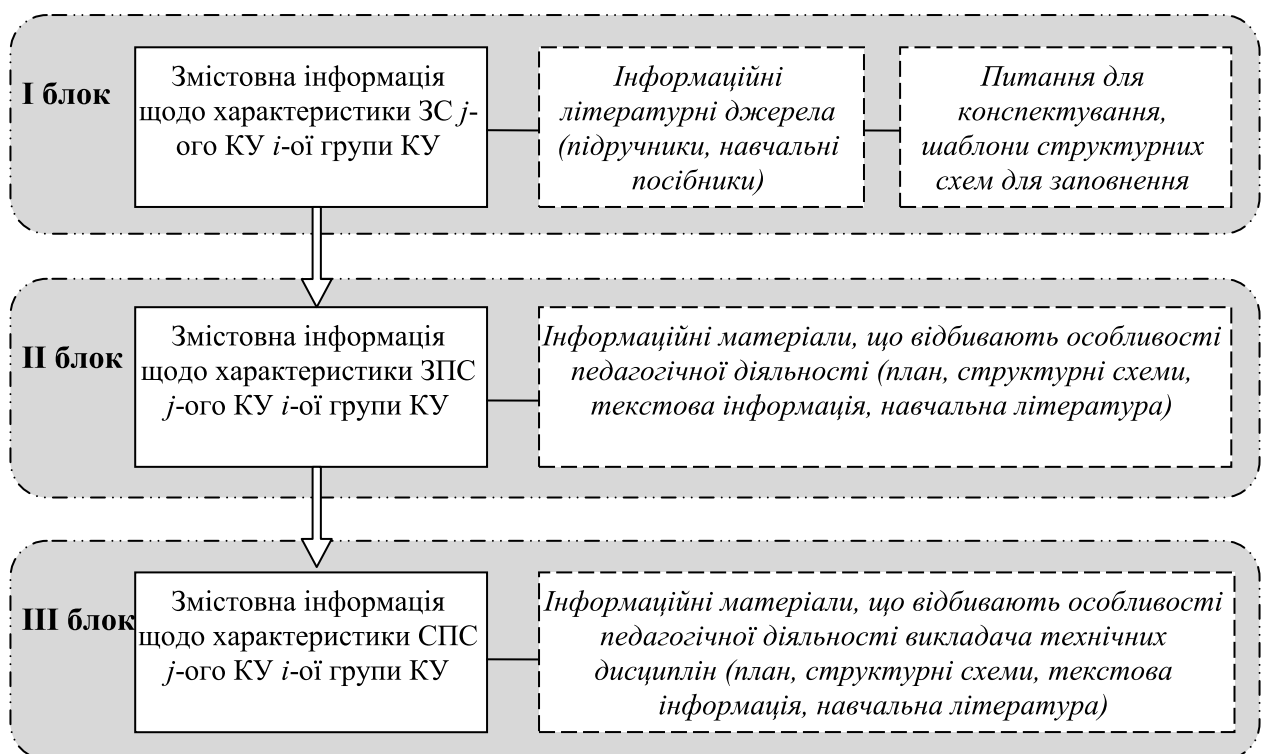 I блок
Змістовна інформація
щодо характеристики ЗС j-
ого КУ i-ої групи КУ
Інформаційні
літературні джерела
(підручники, навчальні
посібники)
Питання для
конспектування,
шаблони структурних
схем для заповнення
II блок
Змістовна інформація
щодо характеристики ЗПС
j-ого КУ i-ої групи КУ
Інформаційні матеріали, що відбивають особливості
педагогічної діяльності (план, структурні схеми,
текстова інформація, навчальна література)
III блок
Змістовна інформація
щодо характеристики СПС
j-ого КУ i-ої групи КУ
Інформаційні матеріали, що відбивають особливості
педагогічної діяльності викладача технічних
дисциплін (план, структурні схеми, текстова
інформація, навчальна література)